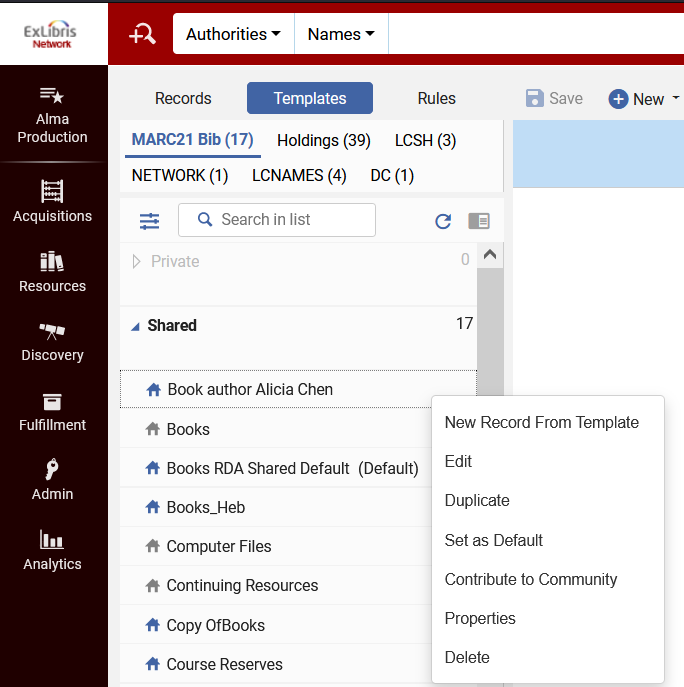 ExLibris
Network
Authorities
Names
Alma
Production
Acquisitions
Resources
Discovery
Fulfillment
Admin
Analytics
Records
Templates
Rules
Save
New
MARC21 Bib (17)
Holdings (39)
LCSH (3)
NETWORK (1)
LCNAMES (4)
DC (1)
Search in list
Private
0
Shared
17
Book author Alicia Chen
Books
Books RDA Shared Default (Default)
Books_Heb
Computer Files
Continuing Resources
Copy OfBooks
Course Reserves
New Record From Template
Edit
Duplicate
Set as Default
Contribute to Community
Properties
Delete